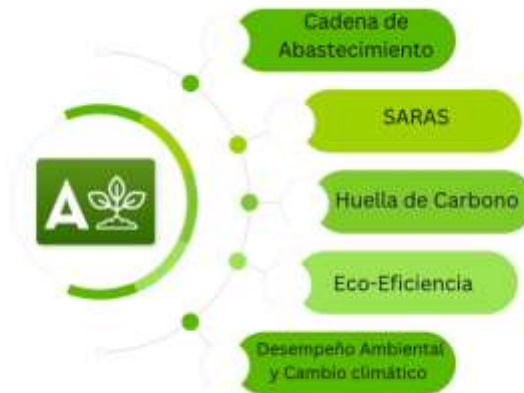 Cadena de
Abastecimiento
SARAS
A
Huella de Carbono
Eco-Eficiencia
Desempeño Ambiental
y Cambio climático